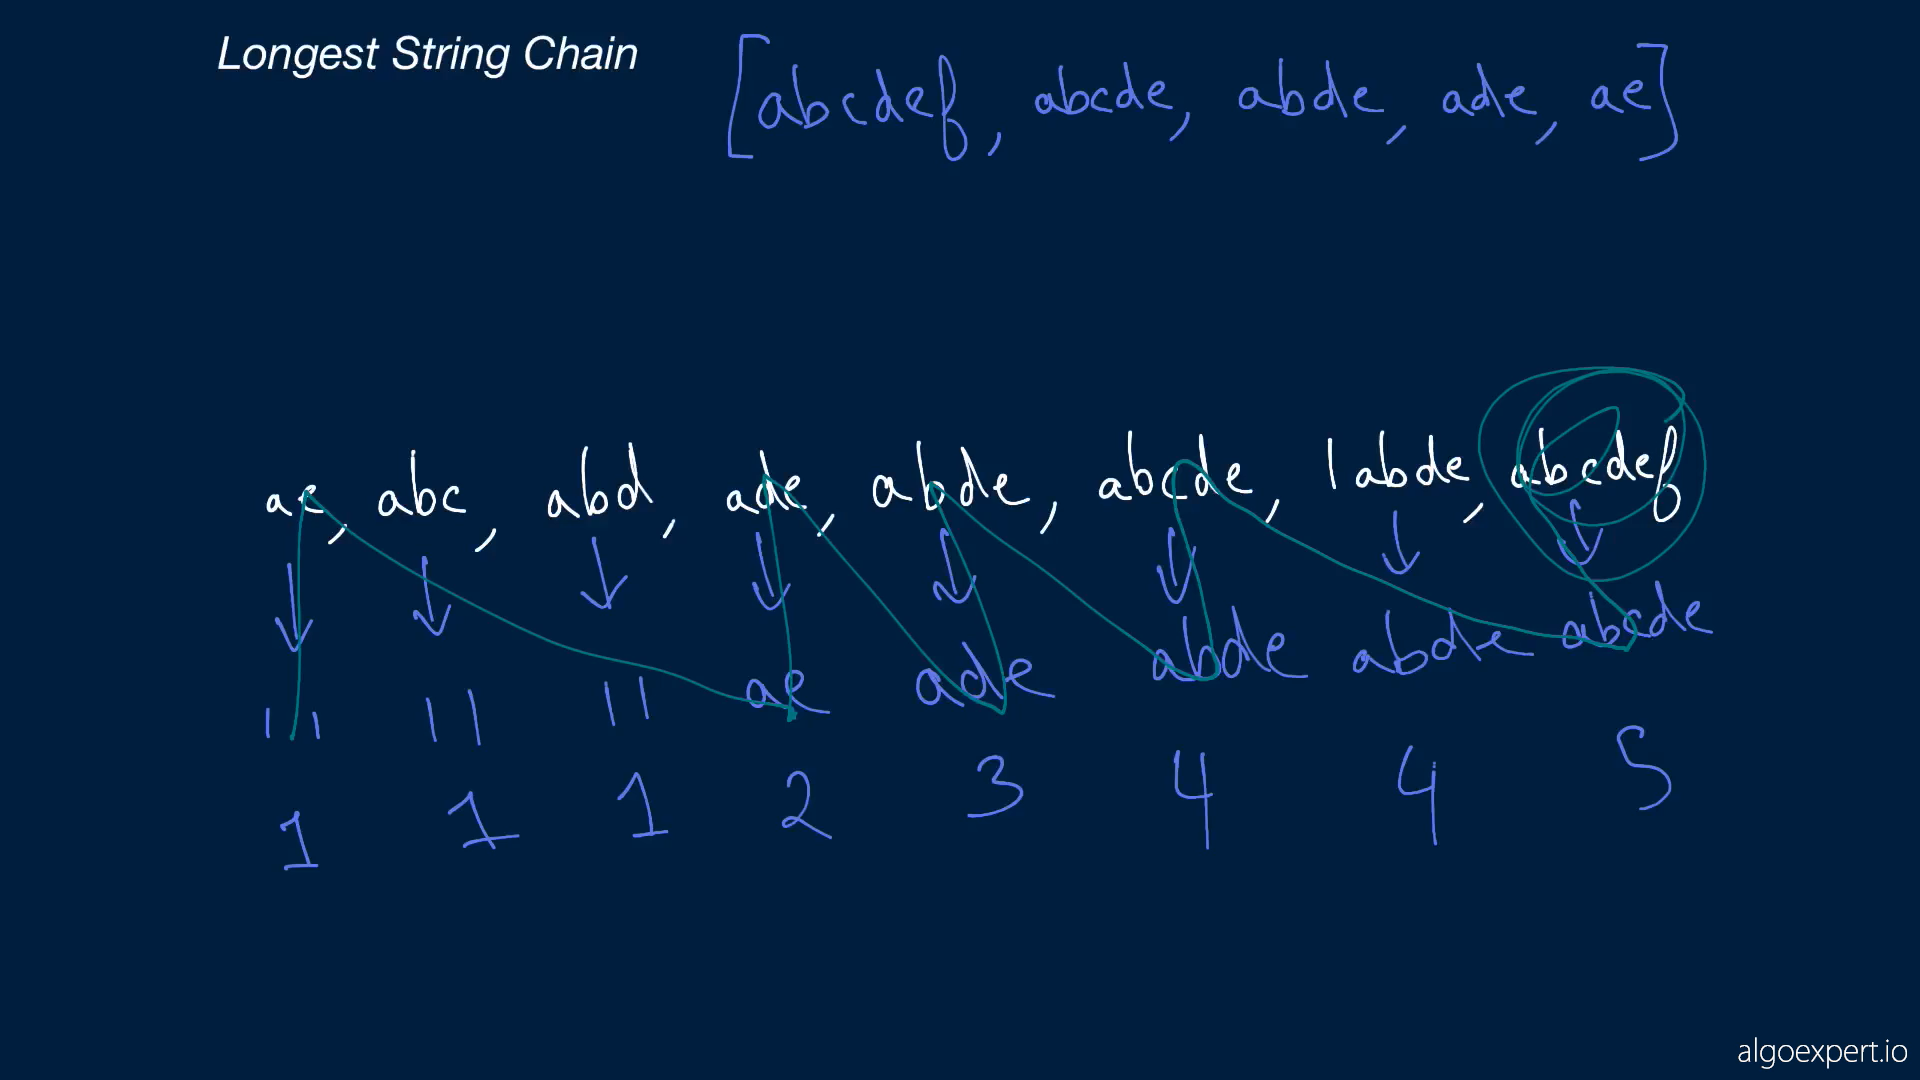 Longest String Chain
[abcdef, abcde, abde, ade, ae]
ae, abc, abd, ade, abde, abcde, 1abde, abcdef
" " " ae ade abde abde abcde
1 1 1 2 3 4 4 5
algoexpert.io